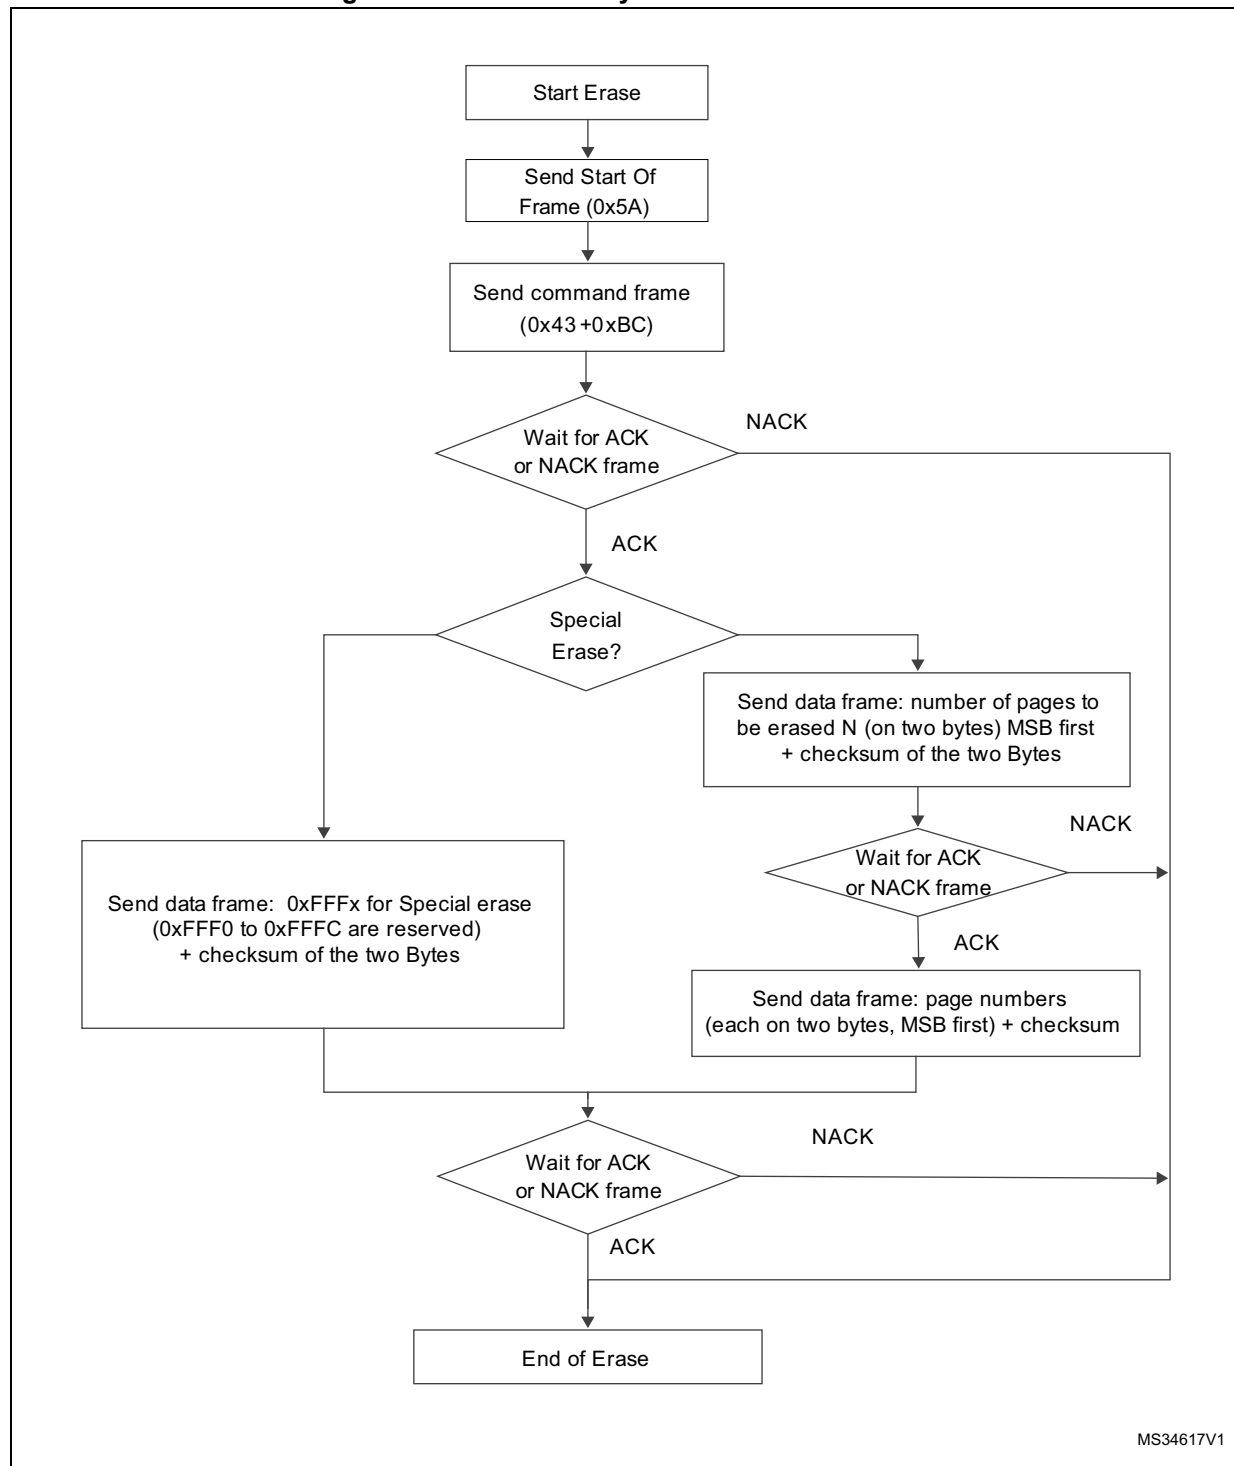 Start Erase
Send Start Of
Frame (0x5A)
Send command frame
(0x43 +0xBC)
NACK
Wait for ACK
or NACK frame
ACK
Special
Erase?
Send data frame: number of pages to
be erased N (on two bytes) MSB first
+ checksum of the two Bytes
NACK
Wait for ACK
or NACK frame
Send data frame: 0xFFFx for Special erase
(0xFFF0 to 0xFFFC are reserved)
+ checksum of the two Bytes
ACK
Send data frame: page numbers
(each on two bytes, MSB first) + checksum
NACK
Wait for ACK
or NACK frame
ACK
End of Erase
MS34617V1